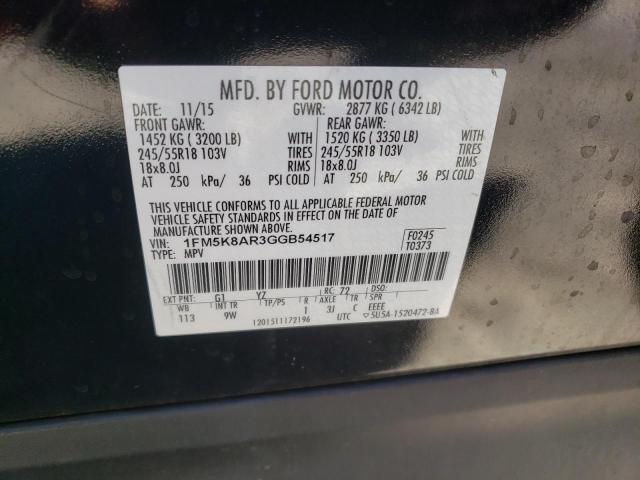 MFD. BY FORD MOTOR CO.
DATE: 11/15 GVWR: 2877 KG ( 6342 LB)
FRONT GAWR: REAR GAWR:
1452 KG ( 3200 LB) WITH 1520 KG ( 3350 LB) WITH
245/55R18 103V TIRES 245/55R18 103V TIRES
18x8.0J RIMS 18x8.0J RIMS
AT 250 kPa/ 36 PSI COLD AT 250 kPa/ 36 PSI COLD
THIS VEHICLE CONFORMS TO ALL APPLICABLE FEDERAL MOTOR
VEHICLE SAFETY STANDARDS IN EFFECT ON THE DATE OF
MANUFACTURE SHOWN ABOVE.
VIN: 1FM5K8AR3GGB54517 F0245
TYPE: MPV T0373
EXT PNT: G1 YZ RC: 72 DSO:
WB INT TR TP/PS R AXLE TR SPR
113 9W 1 3J C EEEE
1201511172196 UTC ▽5U5A-1520472-BA